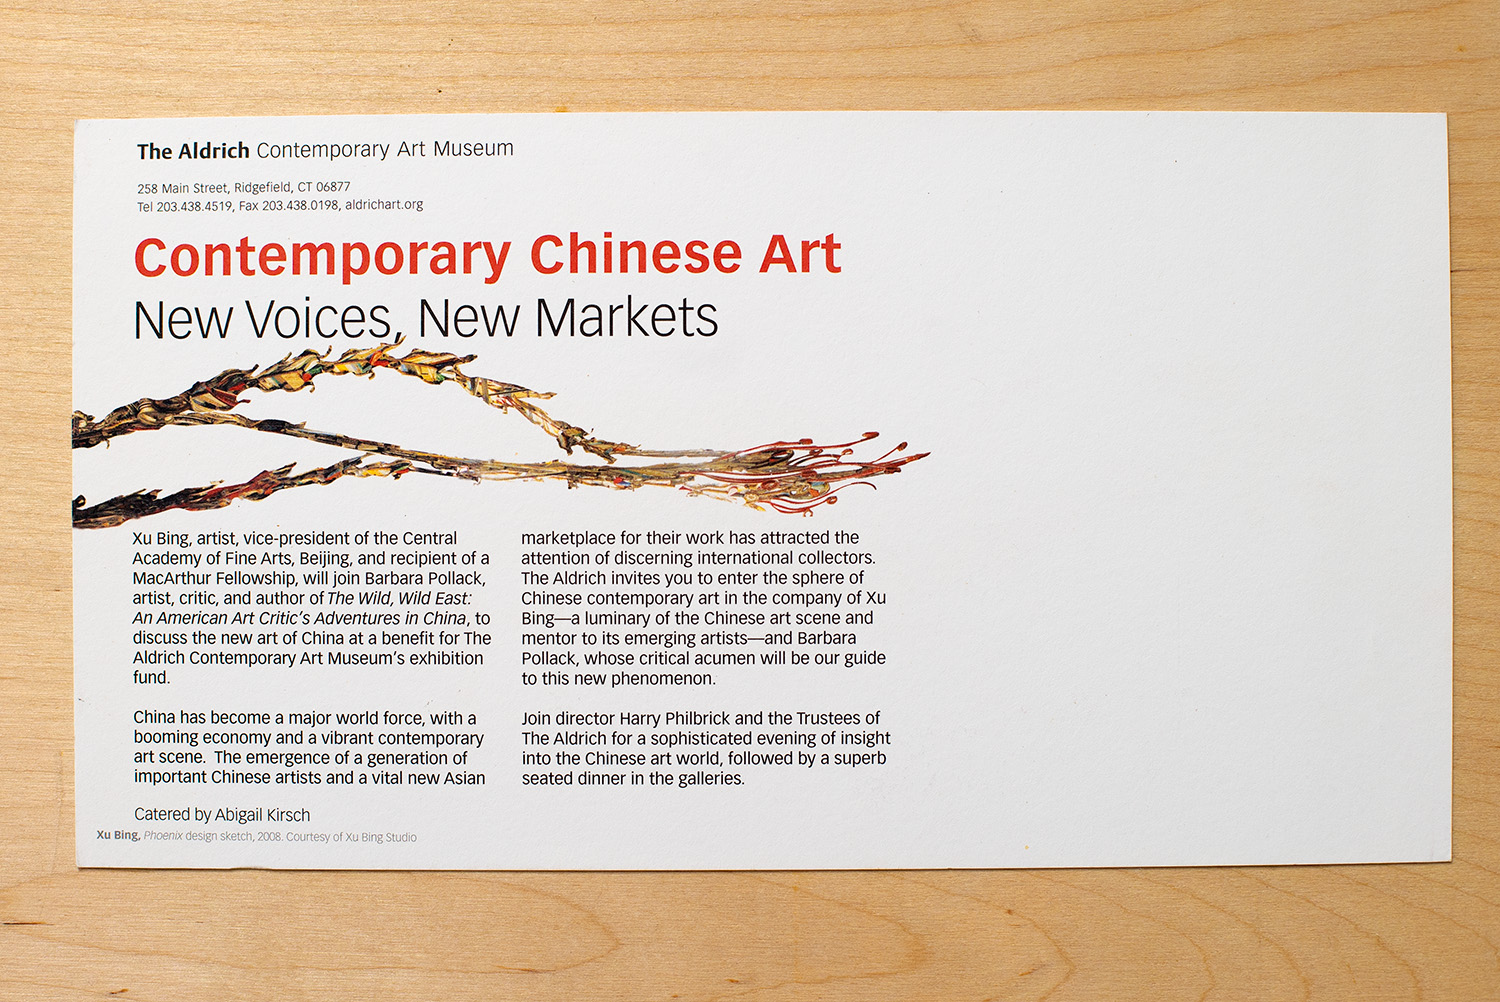 The Aldrich Contemporary Art Museum
258 Main Street, Ridgefield, CT 06877
Tel 203.438.4519, Fax 203.438.0198, aldrichart.org
Contemporary Chinese Art
New Voices, New Markets
Xu Bing, artist, vice-president of the Central
Academy of Fine Arts, Beijing, and recipient of a
MacArthur Fellowship, will join Barbara Pollack,
artist, critic, and author of The Wild, Wild East:
An American Art Critic’s Adventures in China, to
discuss the new art of China at a benefit for The
Aldrich Contemporary Art Museum’s exhibition
fund.
China has become a major world force, with a
booming economy and a vibrant contemporary
art scene.  The emergence of a generation of
important Chinese artists and a vital new Asian
marketplace for their work has attracted the
attention of discerning international collectors.
The Aldrich invites you to enter the sphere of
Chinese contemporary art in the company of Xu
Bing—a luminary of the Chinese art scene and
mentor to its emerging artists—and Barbara
Pollack, whose critical acumen will be our guide
to this new phenomenon.
Join director Harry Philbrick and the Trustees of
The Aldrich for a sophisticated evening of insight
into the Chinese art world, followed by a superb
seated dinner in the galleries.
Catered by Abigail Kirsch
Xu Bing, Phoenix design sketch, 2008. Courtesy of Xu Bing Studio